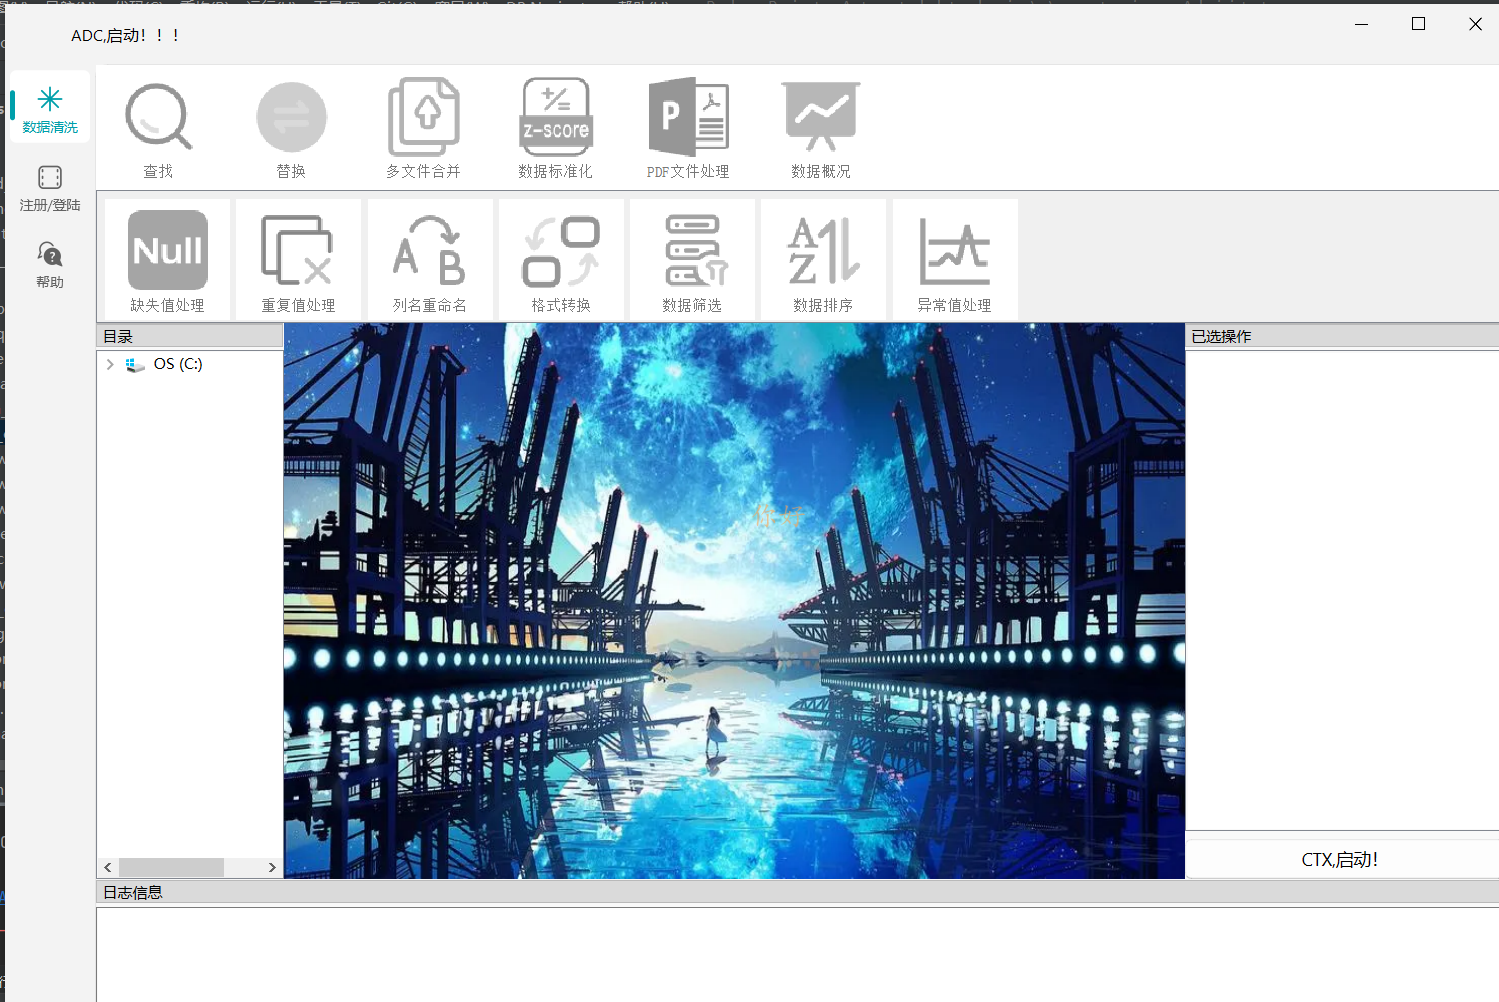 ADC,启动！！！
数据清洗
注册/登陆
帮助
查找
替换
多文件合并
z-score
数据标准化
P
PDF文件处理
数据概况
Null
缺失值处理
重复值处理
A B
列名重命名
格式转换
数据筛选
A
Z
数据排序
异常值处理
目录
OS (C:)
你好
已选操作
CTX,启动!
日志信息